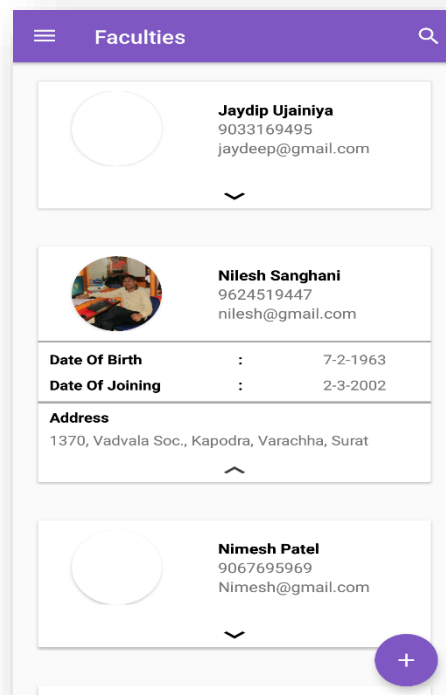 Faculties
Jaydip Ujainiya
9033169495
jaydeep@gmail.com
Nilesh Sanghani
9624519447
nilesh@gmail.com
Date Of Birth : 7-2-1963
Date Of Joining : 2-3-2002
Address
1370, Vadvala Soc., Kapodra, Varachha, Surat
Nimesh Patel
9067695969
Nimesh@gmail.com
+